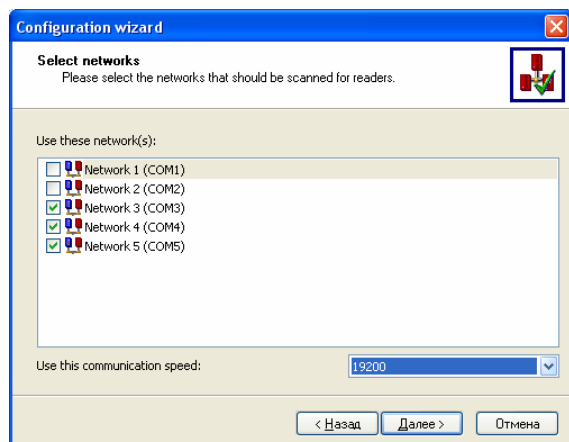 Configuration wizard
Select networks
Please select the networks that should be scanned for readers.
Use these network(s):
Network 1 (COM1)
Network 2 (COM2)
Network 3 (COM3)
Network 4 (COM4)
Network 5 (COM5)
Use this communication speed:
19200
< Назад
Далее >
Отмена